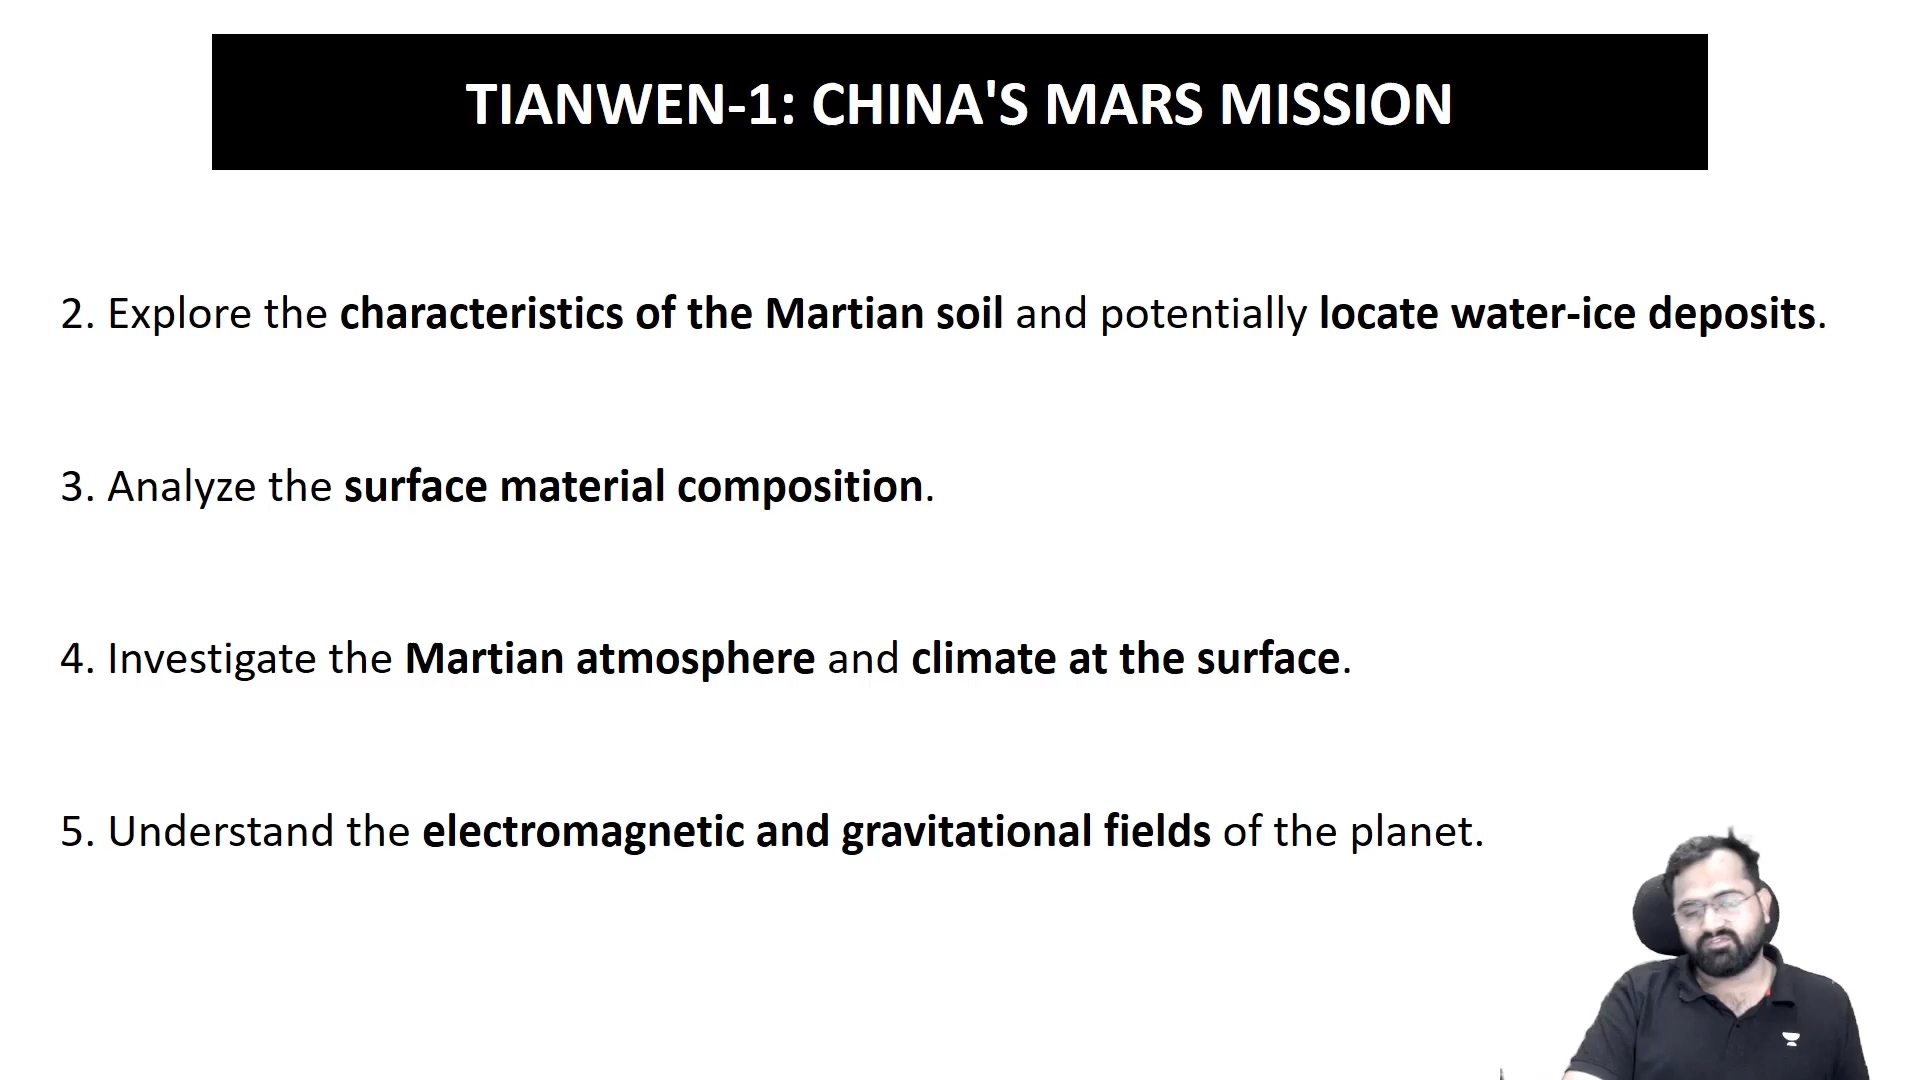 TIANWEN-1: CHINA'S MARS MISSION
2. Explore the characteristics of the Martian soil and potentially locate water-ice deposits.
3. Analyze the surface material composition.
4. Investigate the Martian atmosphere and climate at the surface.
5. Understand the electromagnetic and gravitational fields of the planet.